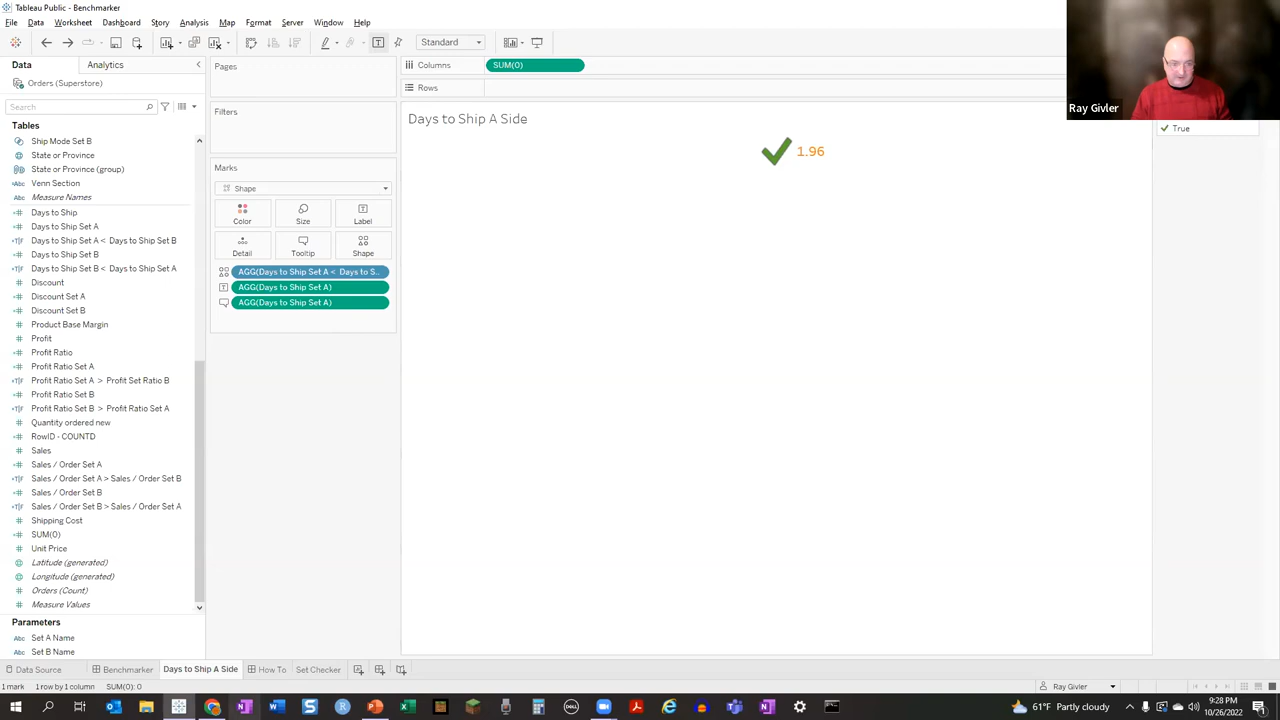 Tableau Public - Benchmarker
File Data Worksheet Dashboard Story Analysis Map Format Server Window Help
Standard
Ray Givler
Data Analytics
Orders (Superstore)
Search
Tables
Ship Mode Set B
State or Province
State or Province (group)
Venn Section
Measure Names
Days to Ship
Days to Ship Set A
Days to Ship Set A < Days to Ship Set B
Days to Ship Set B
Days to Ship Set B < Days to Ship Set A
Discount
Discount Set A
Discount Set B
Product Base Margin
Profit
Profit Ratio
Profit Ratio Set A
Profit Ratio Set A > Profit Set Ratio B
Profit Ratio Set B
Profit Ratio Set B > Profit Ratio Set A
Quantity ordered new
RowID - COUNTD
Sales
Sales / Order Set A
Sales / Order Set A > Sales / Order Set B
Sales / Order Set B
Sales / Order Set B > Sales / Order Set A
Shipping Cost
SUM(0)
Unit Price
Latitude (generated)
Longitude (generated)
Orders (Count)
Measure Values
Parameters
Set A Name
Set B Name
Pages
Filters
Marks
Shape
Color Size Label
Detail Tooltip Shape
AGG(Days to Ship Set A < Days to S..
AGG(Days to Ship Set A)
AGG(Days to Ship Set A)
Columns SUM(0)
Rows
Days to Ship A Side
1.96
True
Data Source Benchmarker Days to Ship A Side How To Set Checker
1 mark 1 row by 1 column SUM(0): 0
Ray Givler
61°F Partly cloudy
9:28 PM
10/26/2022